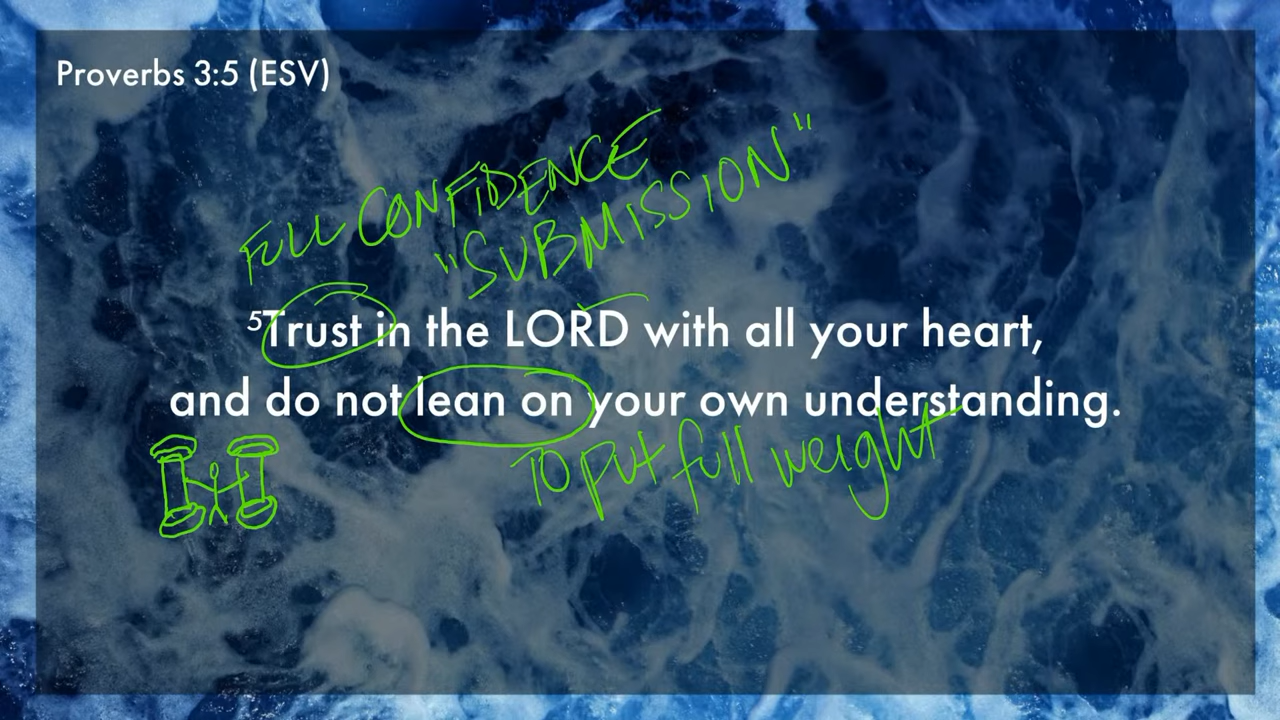 Proverbs 3:5 (ESV)
FULL CONFIDENCE
"SUBMISSION"
5Trust in the LORD with all your heart,
and do not lean on your own understanding.
To put full weight